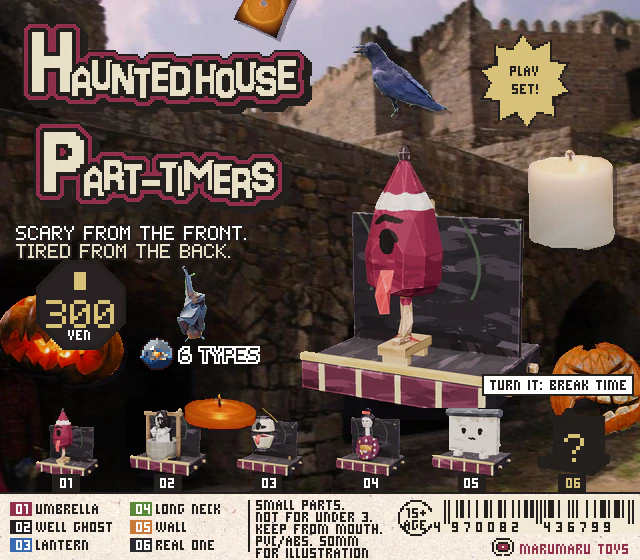 HAUNTED HOUSE
PLAY
SET!
PART-TIMERS
SCARY FROM THE FRONT.
TIRED FROM THE BACK.
300
YEN
6 TYPES
TURN IT: BREAK TIME
?
01
02
03
04
05
06
01 UMBRELLA
02 WELL GHOST
03 LANTERN
04 LONG NECK
05 WALL
06 REAL ONE
SMALL PARTS.
NOT FOR UNDER 3.
KEEP FROM MOUTH.
PVC/ABS. 50MM
FOR ILLUSTRATION
15+
AGE
4 970082 436799
MARUMARU TOYS